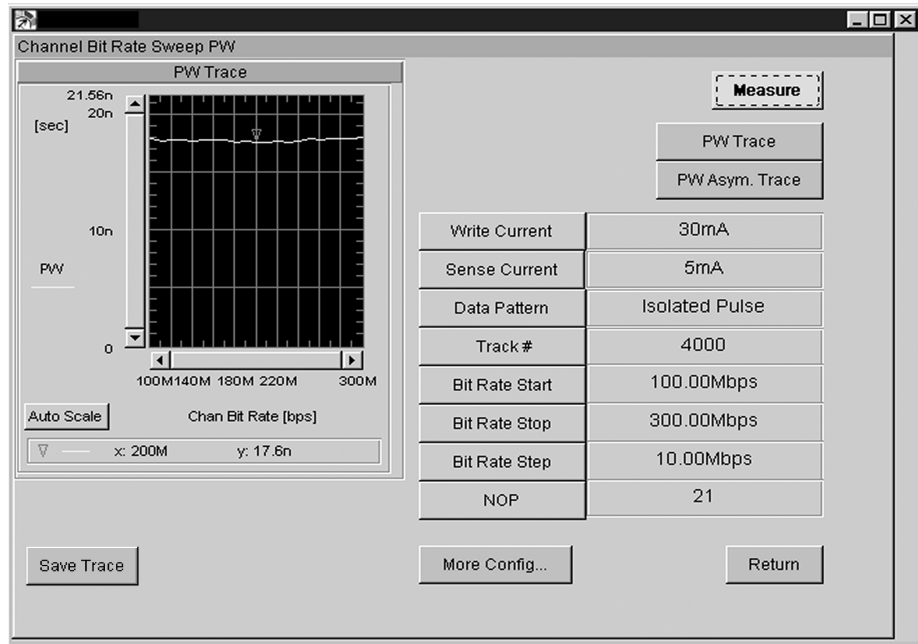 Channel Bit Rate Sweep PW
PW Trace
21.56n
20n
[sec]
10n
PW
0
100M 140M 180M 220M 300M
Auto Scale
Chan Bit Rate [bps]
x: 200M y: 17.6n
Save Trace
Measure
PW Trace
PW Asym. Trace
Write Current 30mA
Sense Current 5mA
Data Pattern Isolated Pulse
Track # 4000
Bit Rate Start 100.00Mbps
Bit Rate Stop 300.00Mbps
Bit Rate Step 10.00Mbps
NOP 21
More Config...
Return